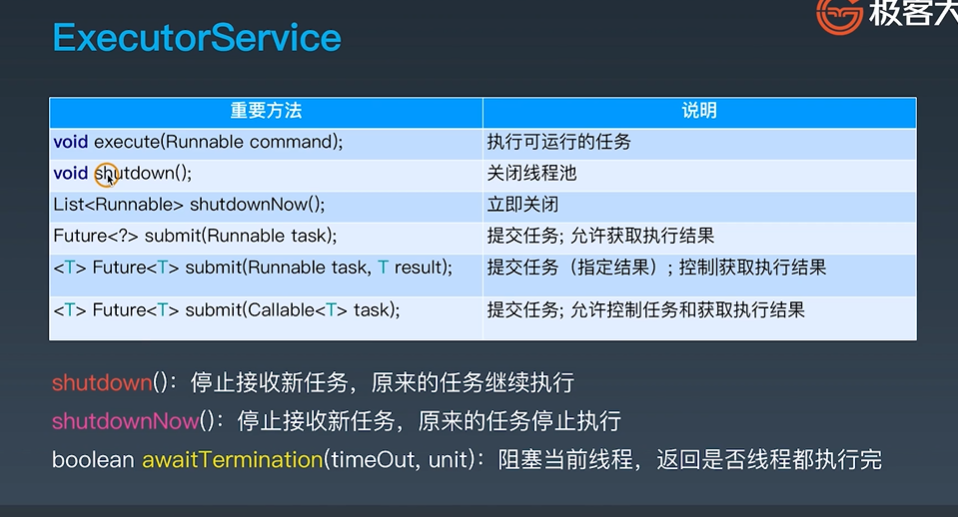 极客大
ExecutorService
重要方法 说明
void execute(Runnable command); 执行可运行的任务
void shutdown(); 关闭线程池
List<Runnable> shutdownNow(); 立即关闭
Future<?> submit(Runnable task); 提交任务; 允许获取执行结果
<T> Future<T> submit(Runnable task, T result); 提交任务（指定结果）; 控制|获取执行结果
<T> Future<T> submit(Callable<T> task); 提交任务; 允许控制任务和获取执行结果
shutdown()：停止接收新任务，原来的任务继续执行
shutdownNow()：停止接收新任务，原来的任务停止执行
boolean awaitTermination(timeOut, unit)：阻塞当前线程，返回是否线程都执行完